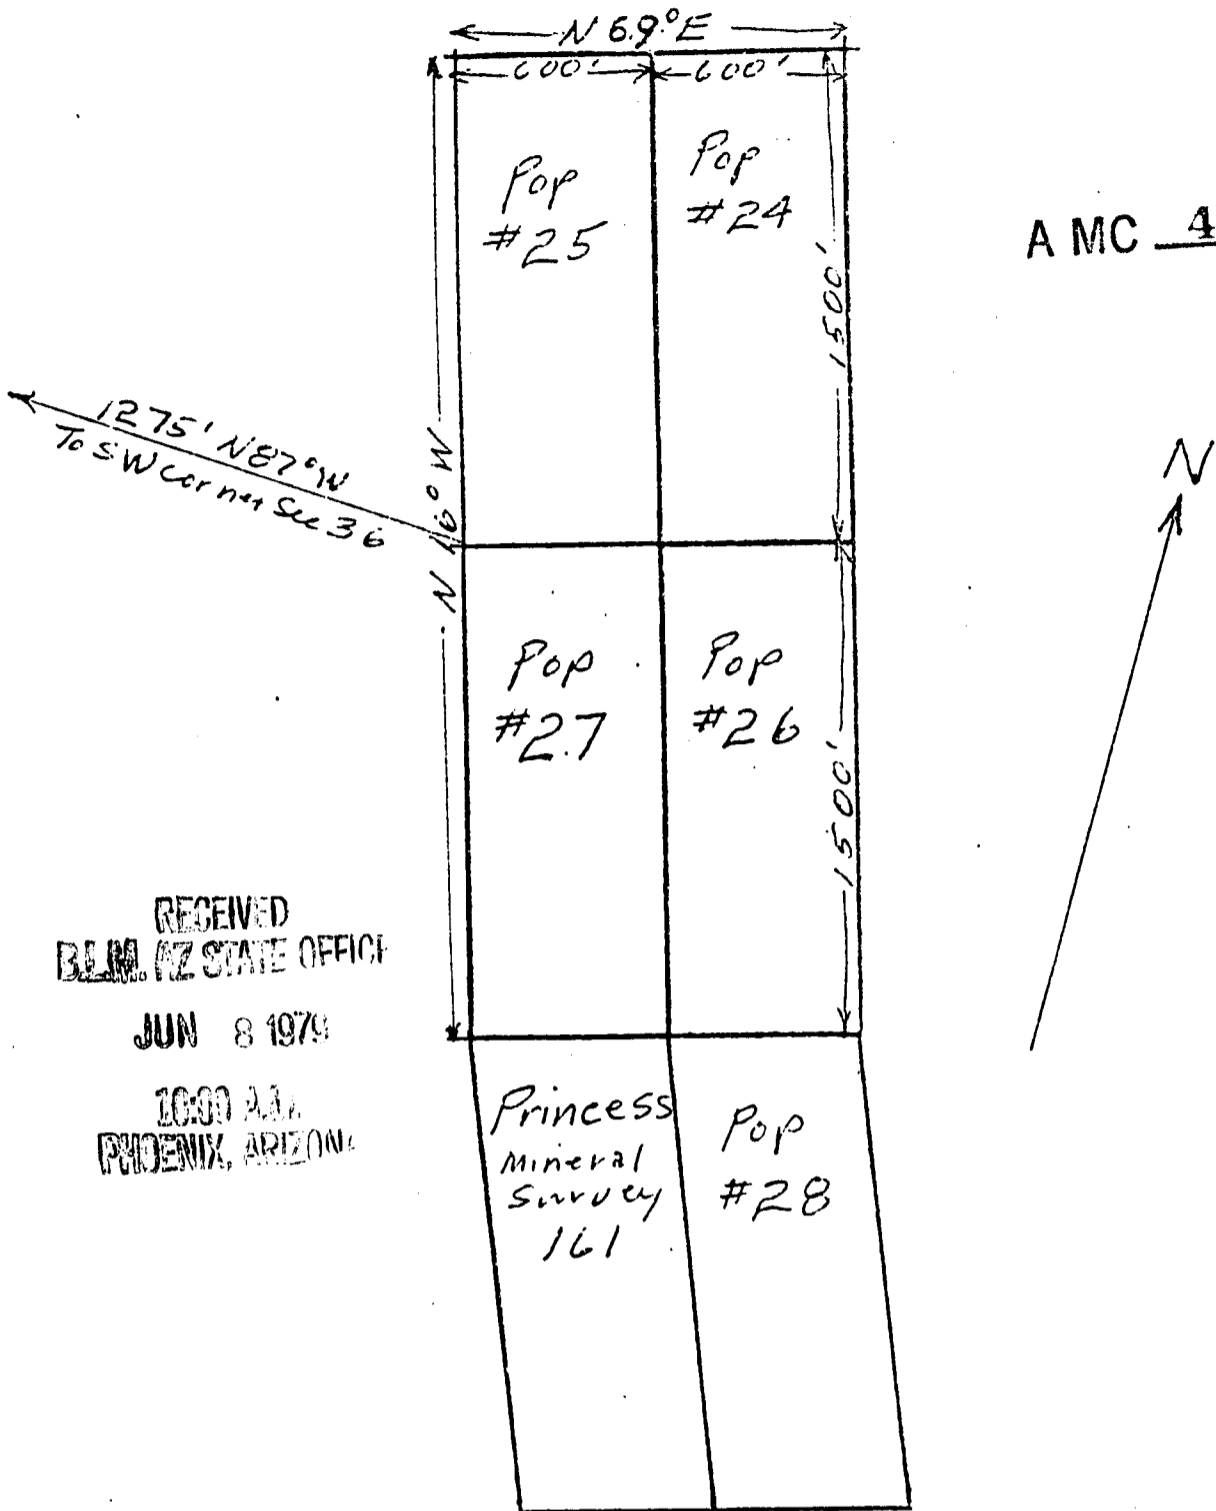 N 69°E
600'
600'
Pop
#25
Pop
#24
1500'
A MC 4
1275' N87°W
To SW corner Sec 36
N 16° W
N
Pop
#27
Pop
#26
1500'
RECEIVED
B.L.M. AZ STATE OFFICE
JUN 8 1979
10:00 A.M.
PHOENIX, ARIZONA
Princess
Mineral
Survey
161
Pop
#28